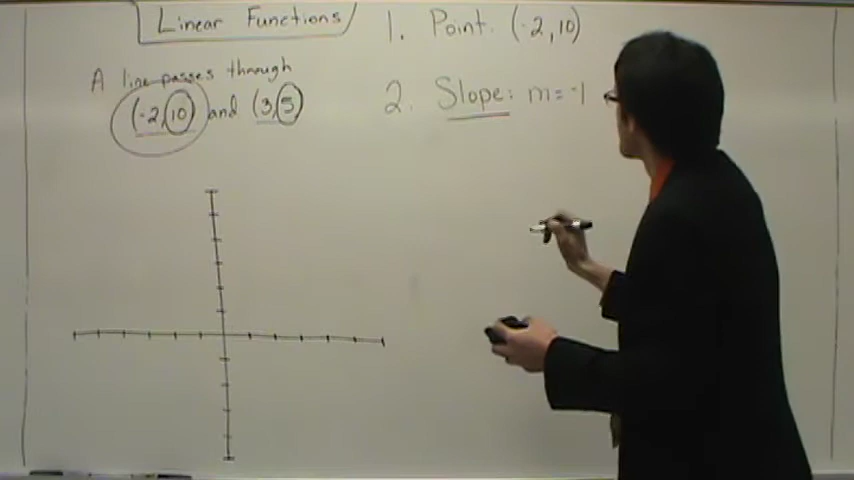 Linear Functions
A line passes through
(-2, 10) and (3, 5)
1. Point: (-2, 10)
2. Slope: m = -1